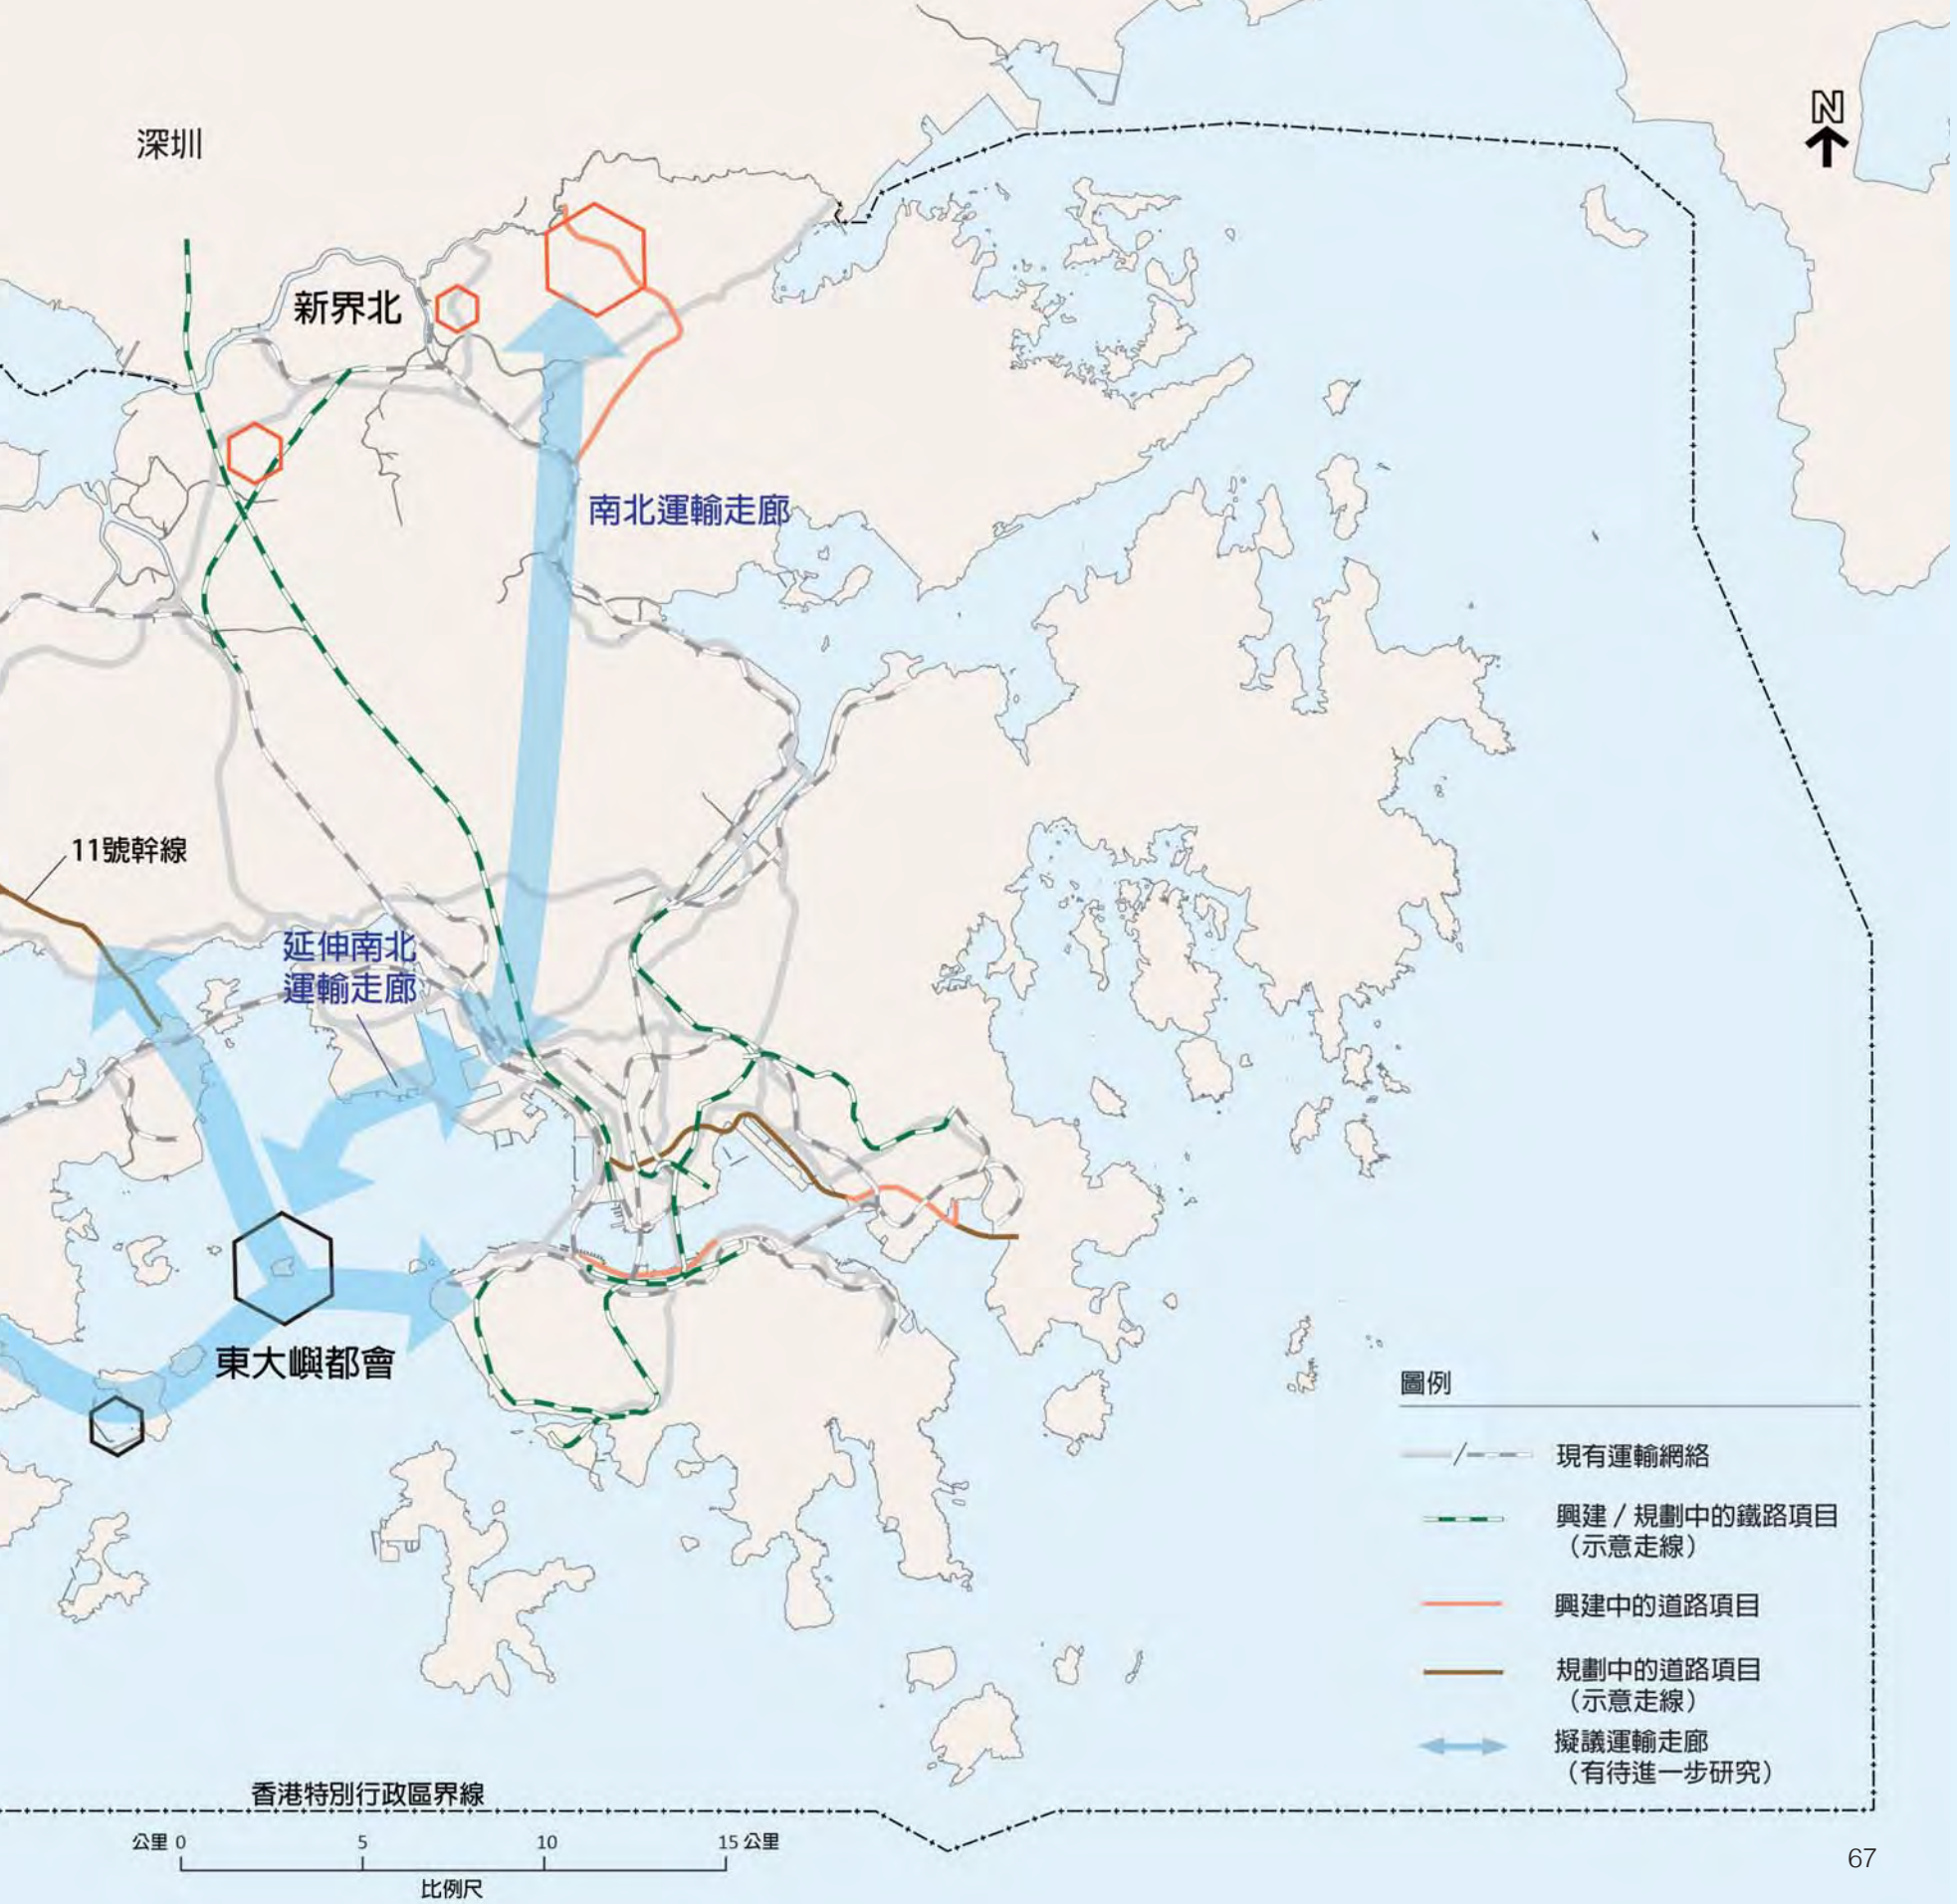 N
深圳
新界北
南北運輸走廊
11號幹線
延伸南北
運輸走廊
東大嶼都會
圖例
現有運輸網絡
興建 / 規劃中的鐵路項目
（示意走線）
興建中的道路項目
規劃中的道路項目
（示意走線）
擬議運輸走廊
（有待進一步研究）
香港特別行政區界線
公里 0 5 10 15 公里
比例尺
67